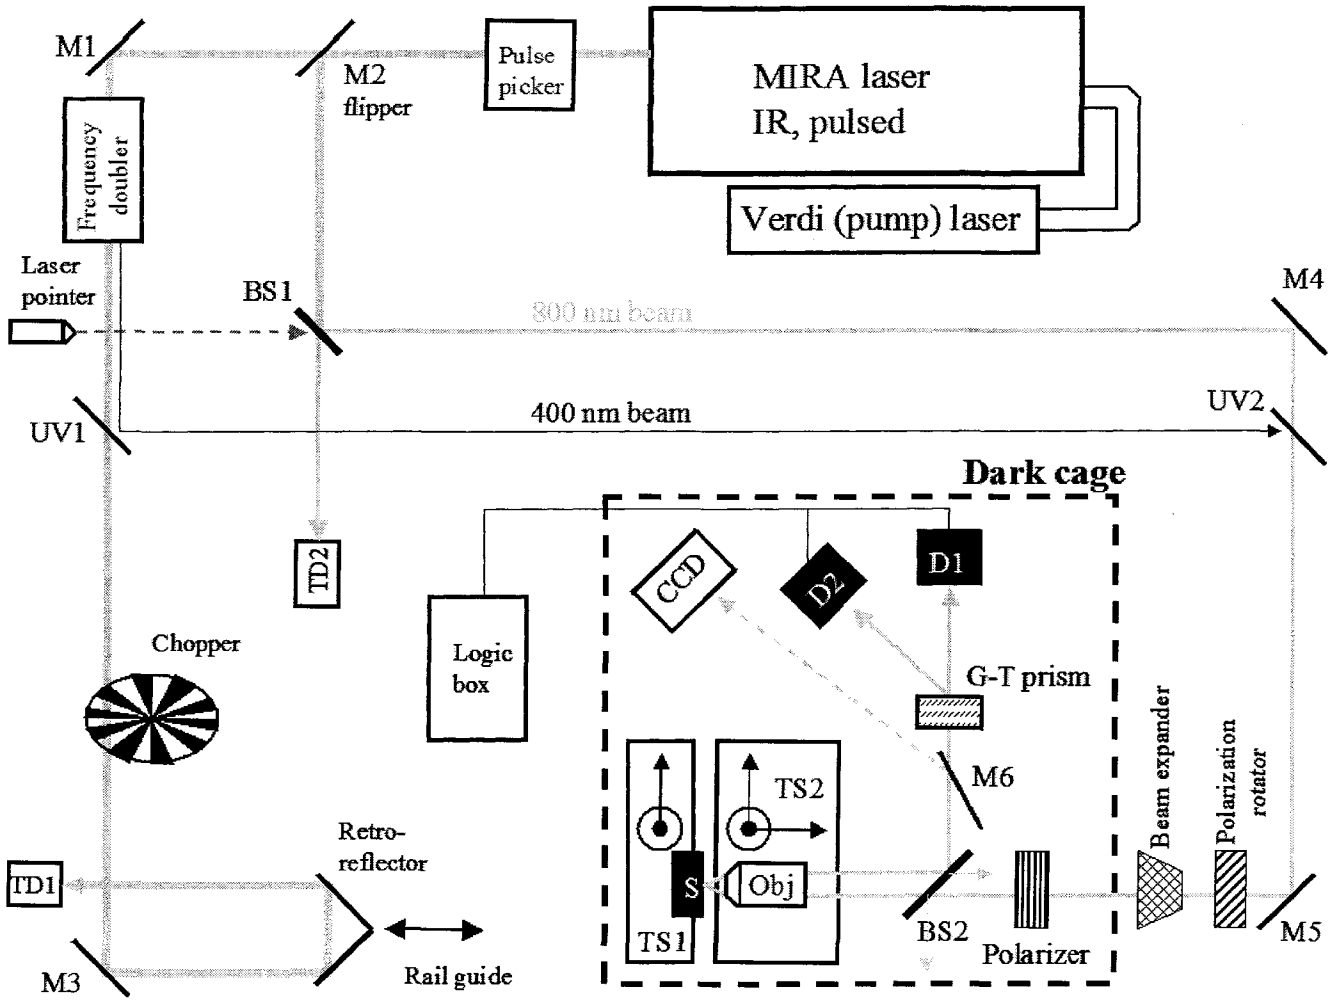 M1
M2
flipper
Pulse
picker
MIRA laser
IR, pulsed
Verdi (pump) laser
Frequency
doubler
Laser
pointer
BS1
800 nm beam
M4
UV1
400 nm beam
UV2
Dark cage
TD2
CCD
D2
D1
Chopper
Logic
box
G-T prism
M6
Beam expander
Polarization
rotator
TS2
Retro-
reflector
TD1
S
Obj
TS1
BS2
Polarizer
M5
M3
Rail guide